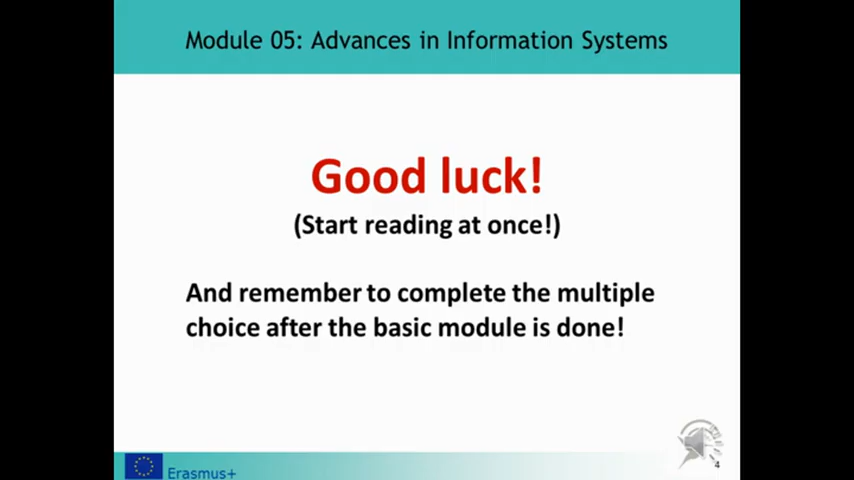 Module 05: Advances in Information Systems
Good luck!
(Start reading at once!)
And remember to complete the multiple
choice after the basic module is done!
Erasmus+
4